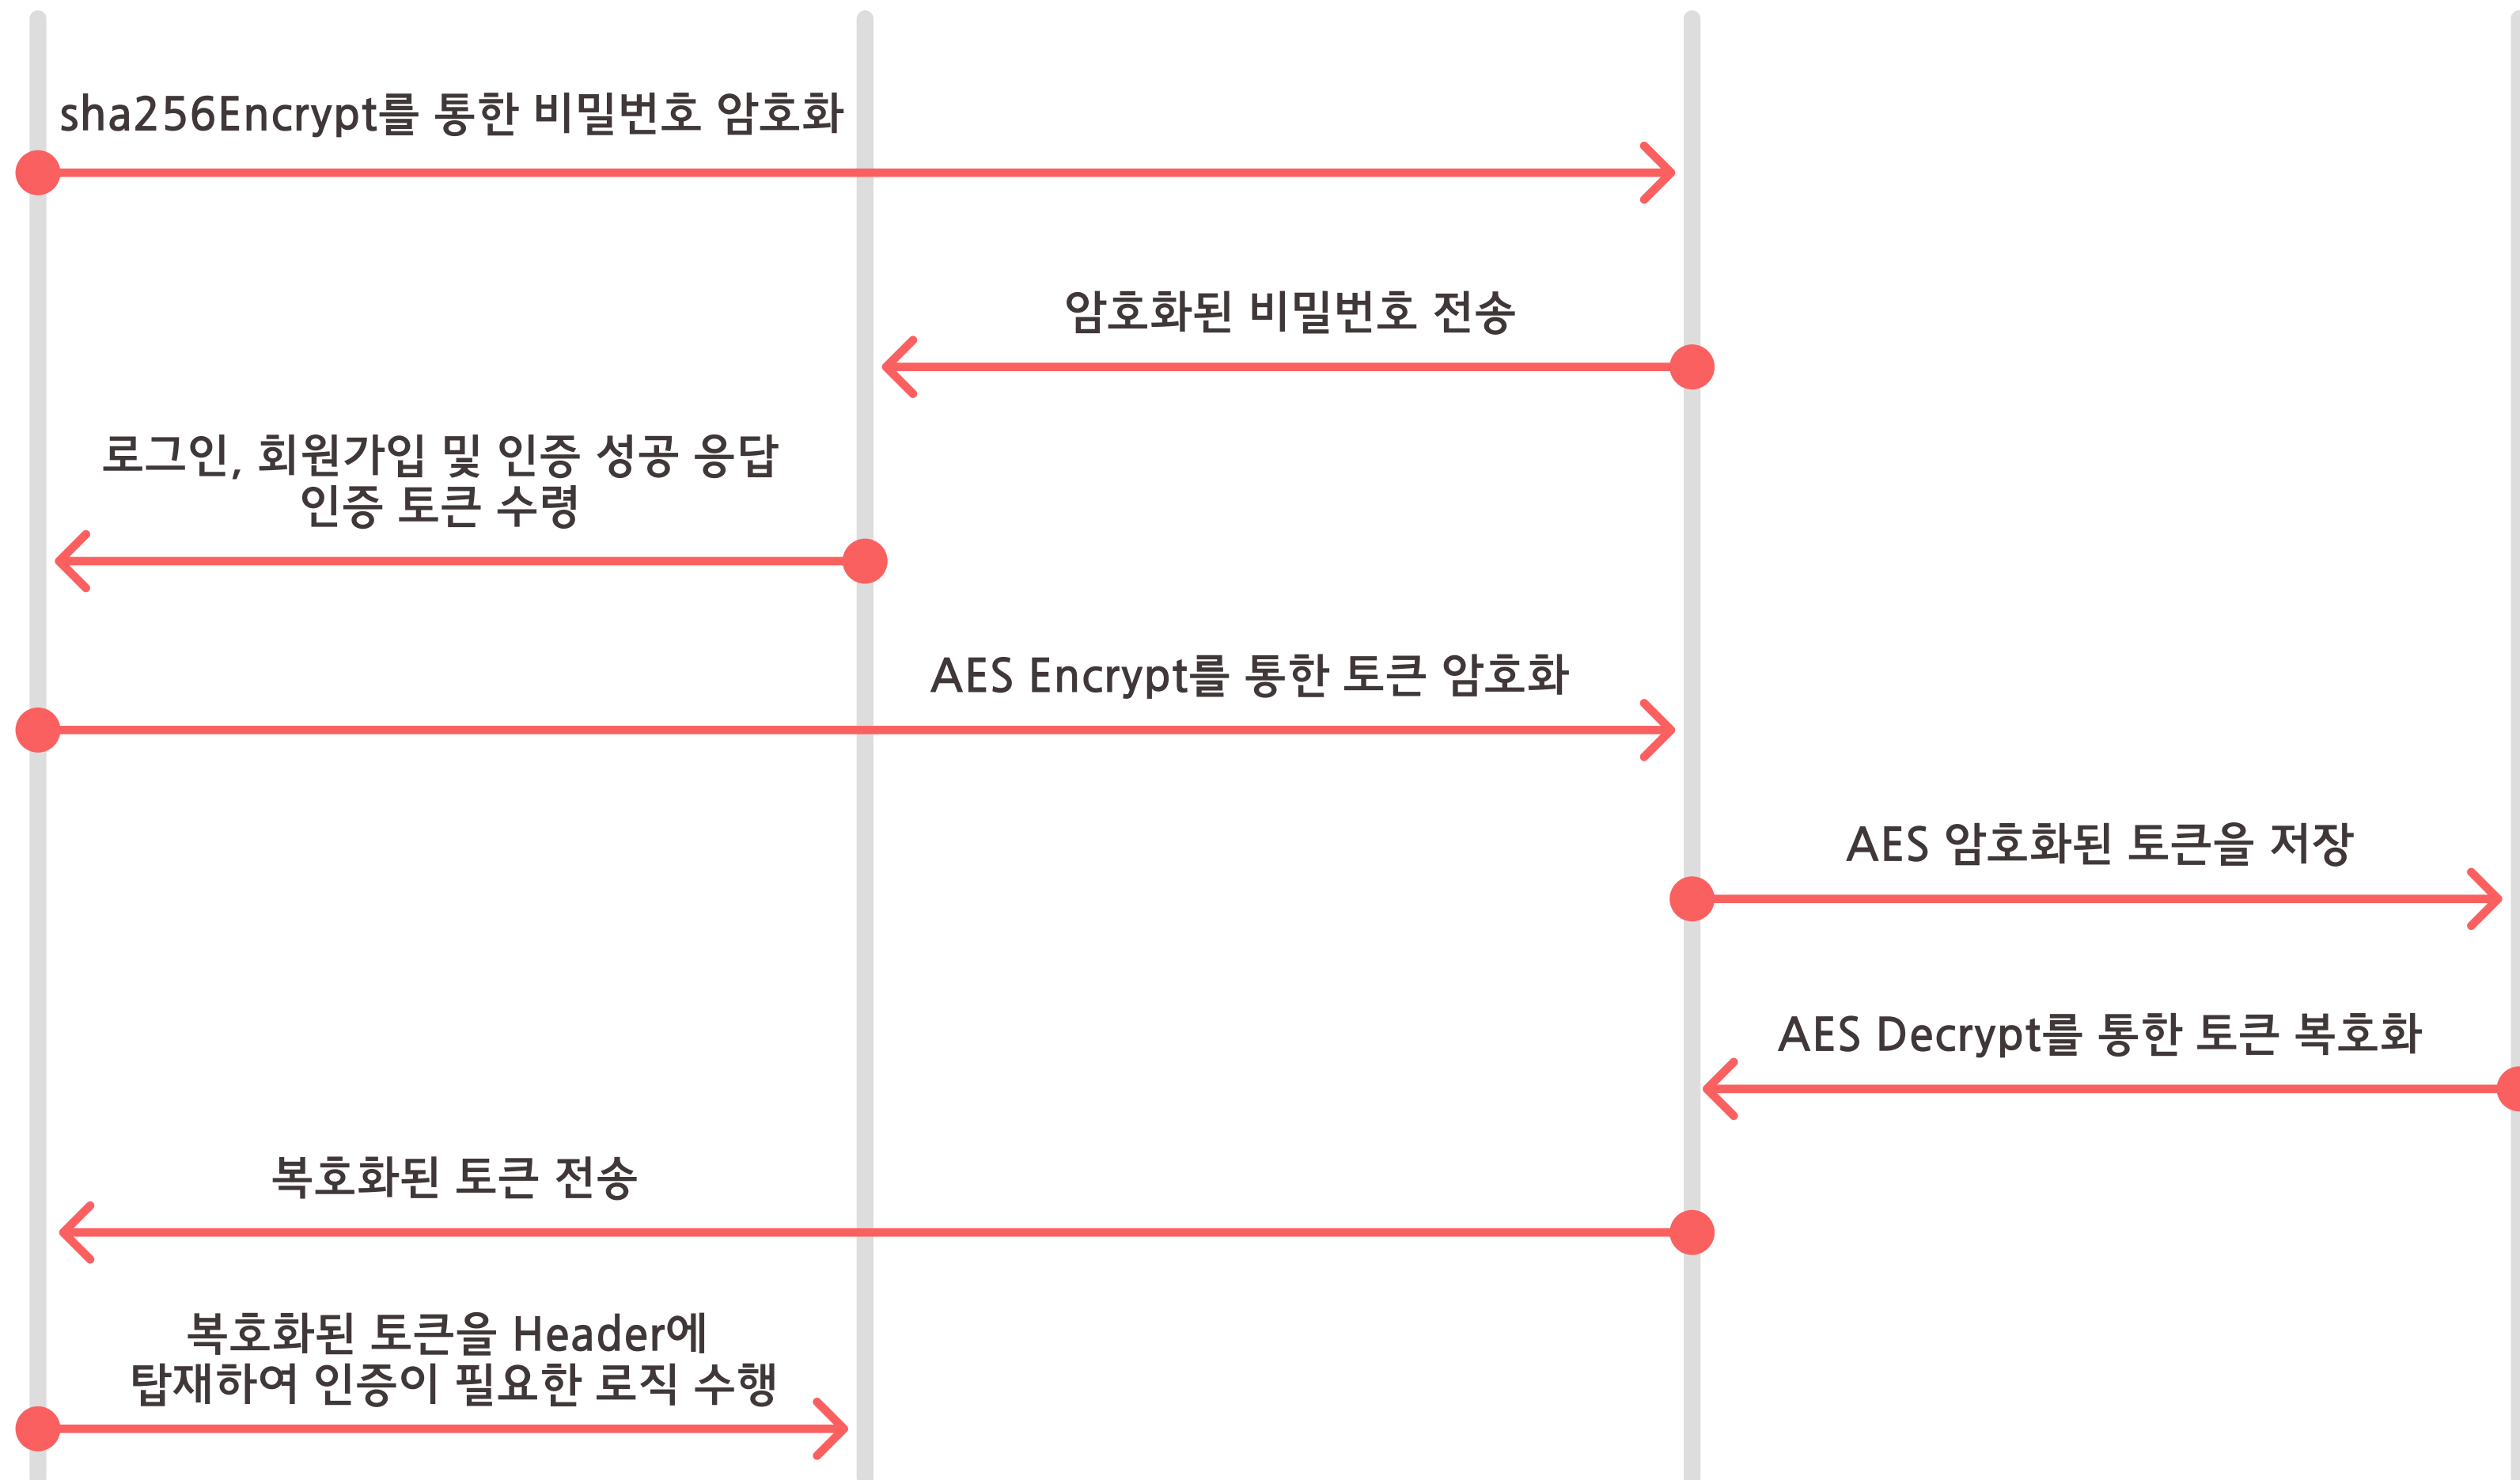 sha256Encrypt를 통한 비밀번호 암호화
암호화된 비밀번호 전송
로그인, 회원가입 및 인증 성공 응답
인증 토큰 수령
AES Encrypt를 통한 토큰 암호화
AES 암호화된 토큰을 저장
AES Decrypt를 통한 토큰 복호화
복호화된 토큰 전송
복호화된 토큰을 Header에
탑재하여 인증이 필요한 로직 수행